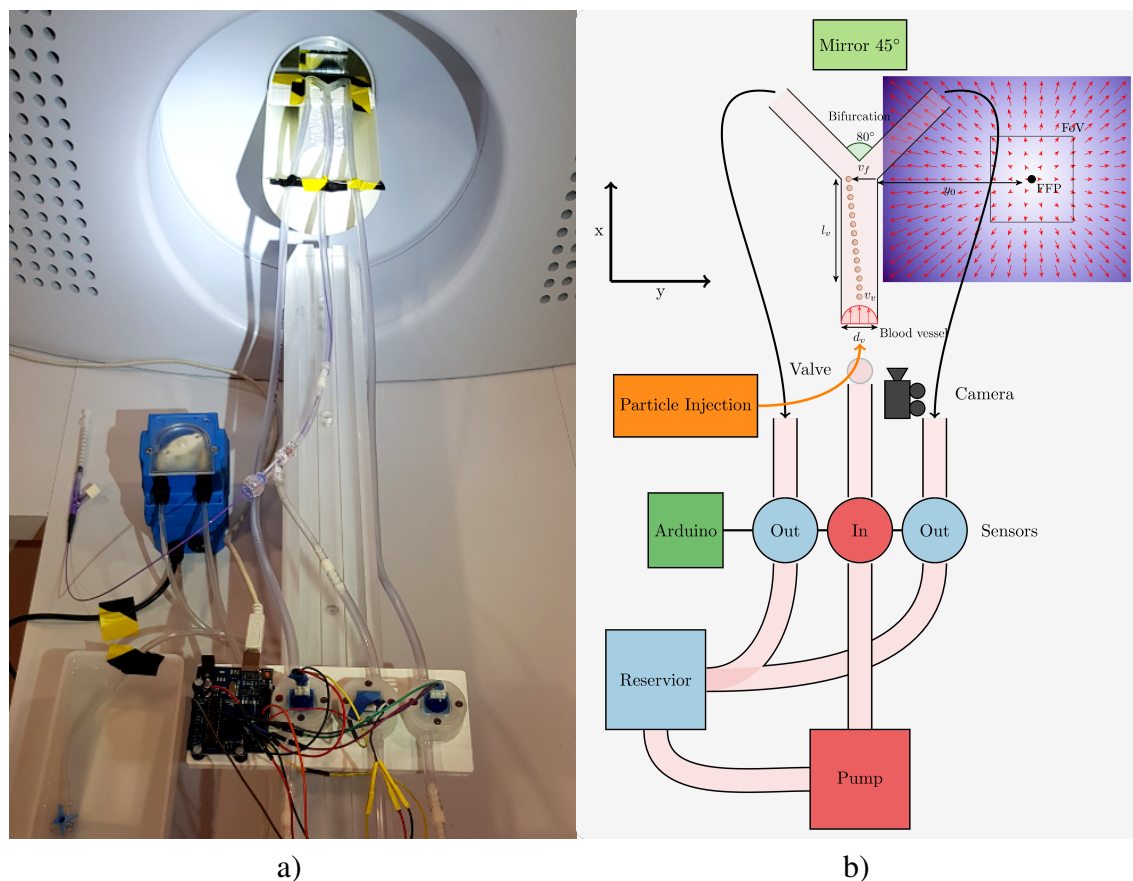 Mirror 45°
Bifurcation
80°
FoV
v_f
FFP
y_0
x
l_v
y
v_v
d_v
Blood vessel
Valve
Particle Injection
Camera
Arduino
Out
In
Out
Sensors
Reservior
Pump
a)
b)